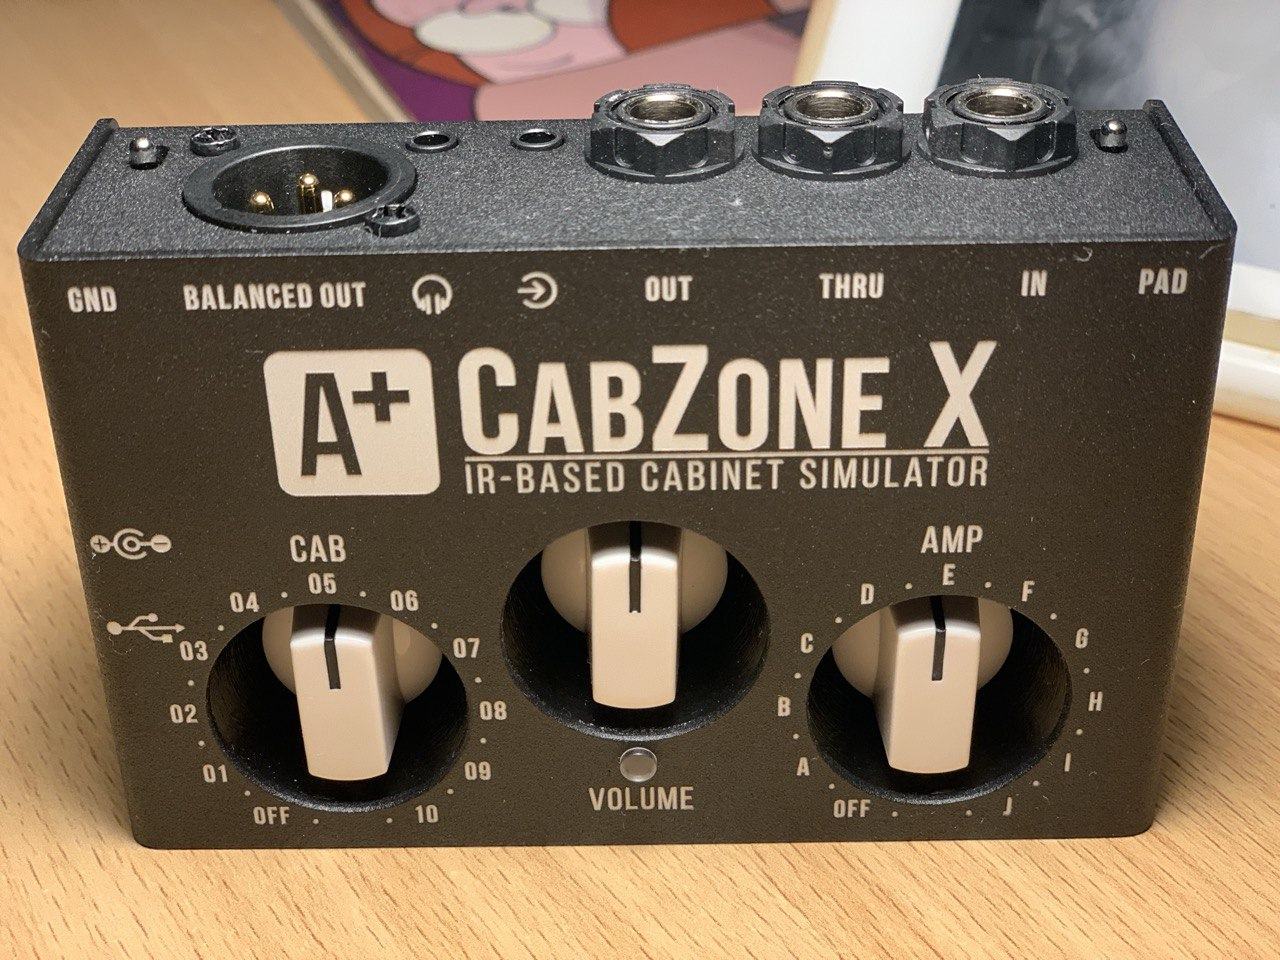 GND BALANCED OUT OUT THRU IN PAD
A+ CABZONE X
IR-BASED CABINET SIMULATOR
CAB
AMP
05
04
06
03
07
02
08
01
09
OFF
10
VOLUME
E
D
F
C
G
B
H
A
I
OFF
J